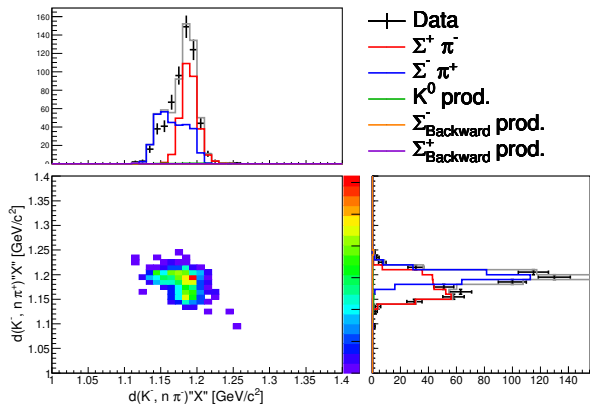 160
140
120
100
80
60
40
20
0
Data
Σ⁺ π⁻
Σ⁻ π⁺
K⁰ prod.
Σ⁻Backward prod.
Σ⁺Backward prod.
d(K⁻, n π⁺)"X" [GeV/c²]
1.4
1.35
1.3
1.25
1.2
1.15
1.1
1.05
1
1 1.05 1.1 1.15 1.2 1.25 1.3 1.35 1.4
d(K⁻, n π⁻)"X" [GeV/c²]
0 20 40 60 80 100 120 140